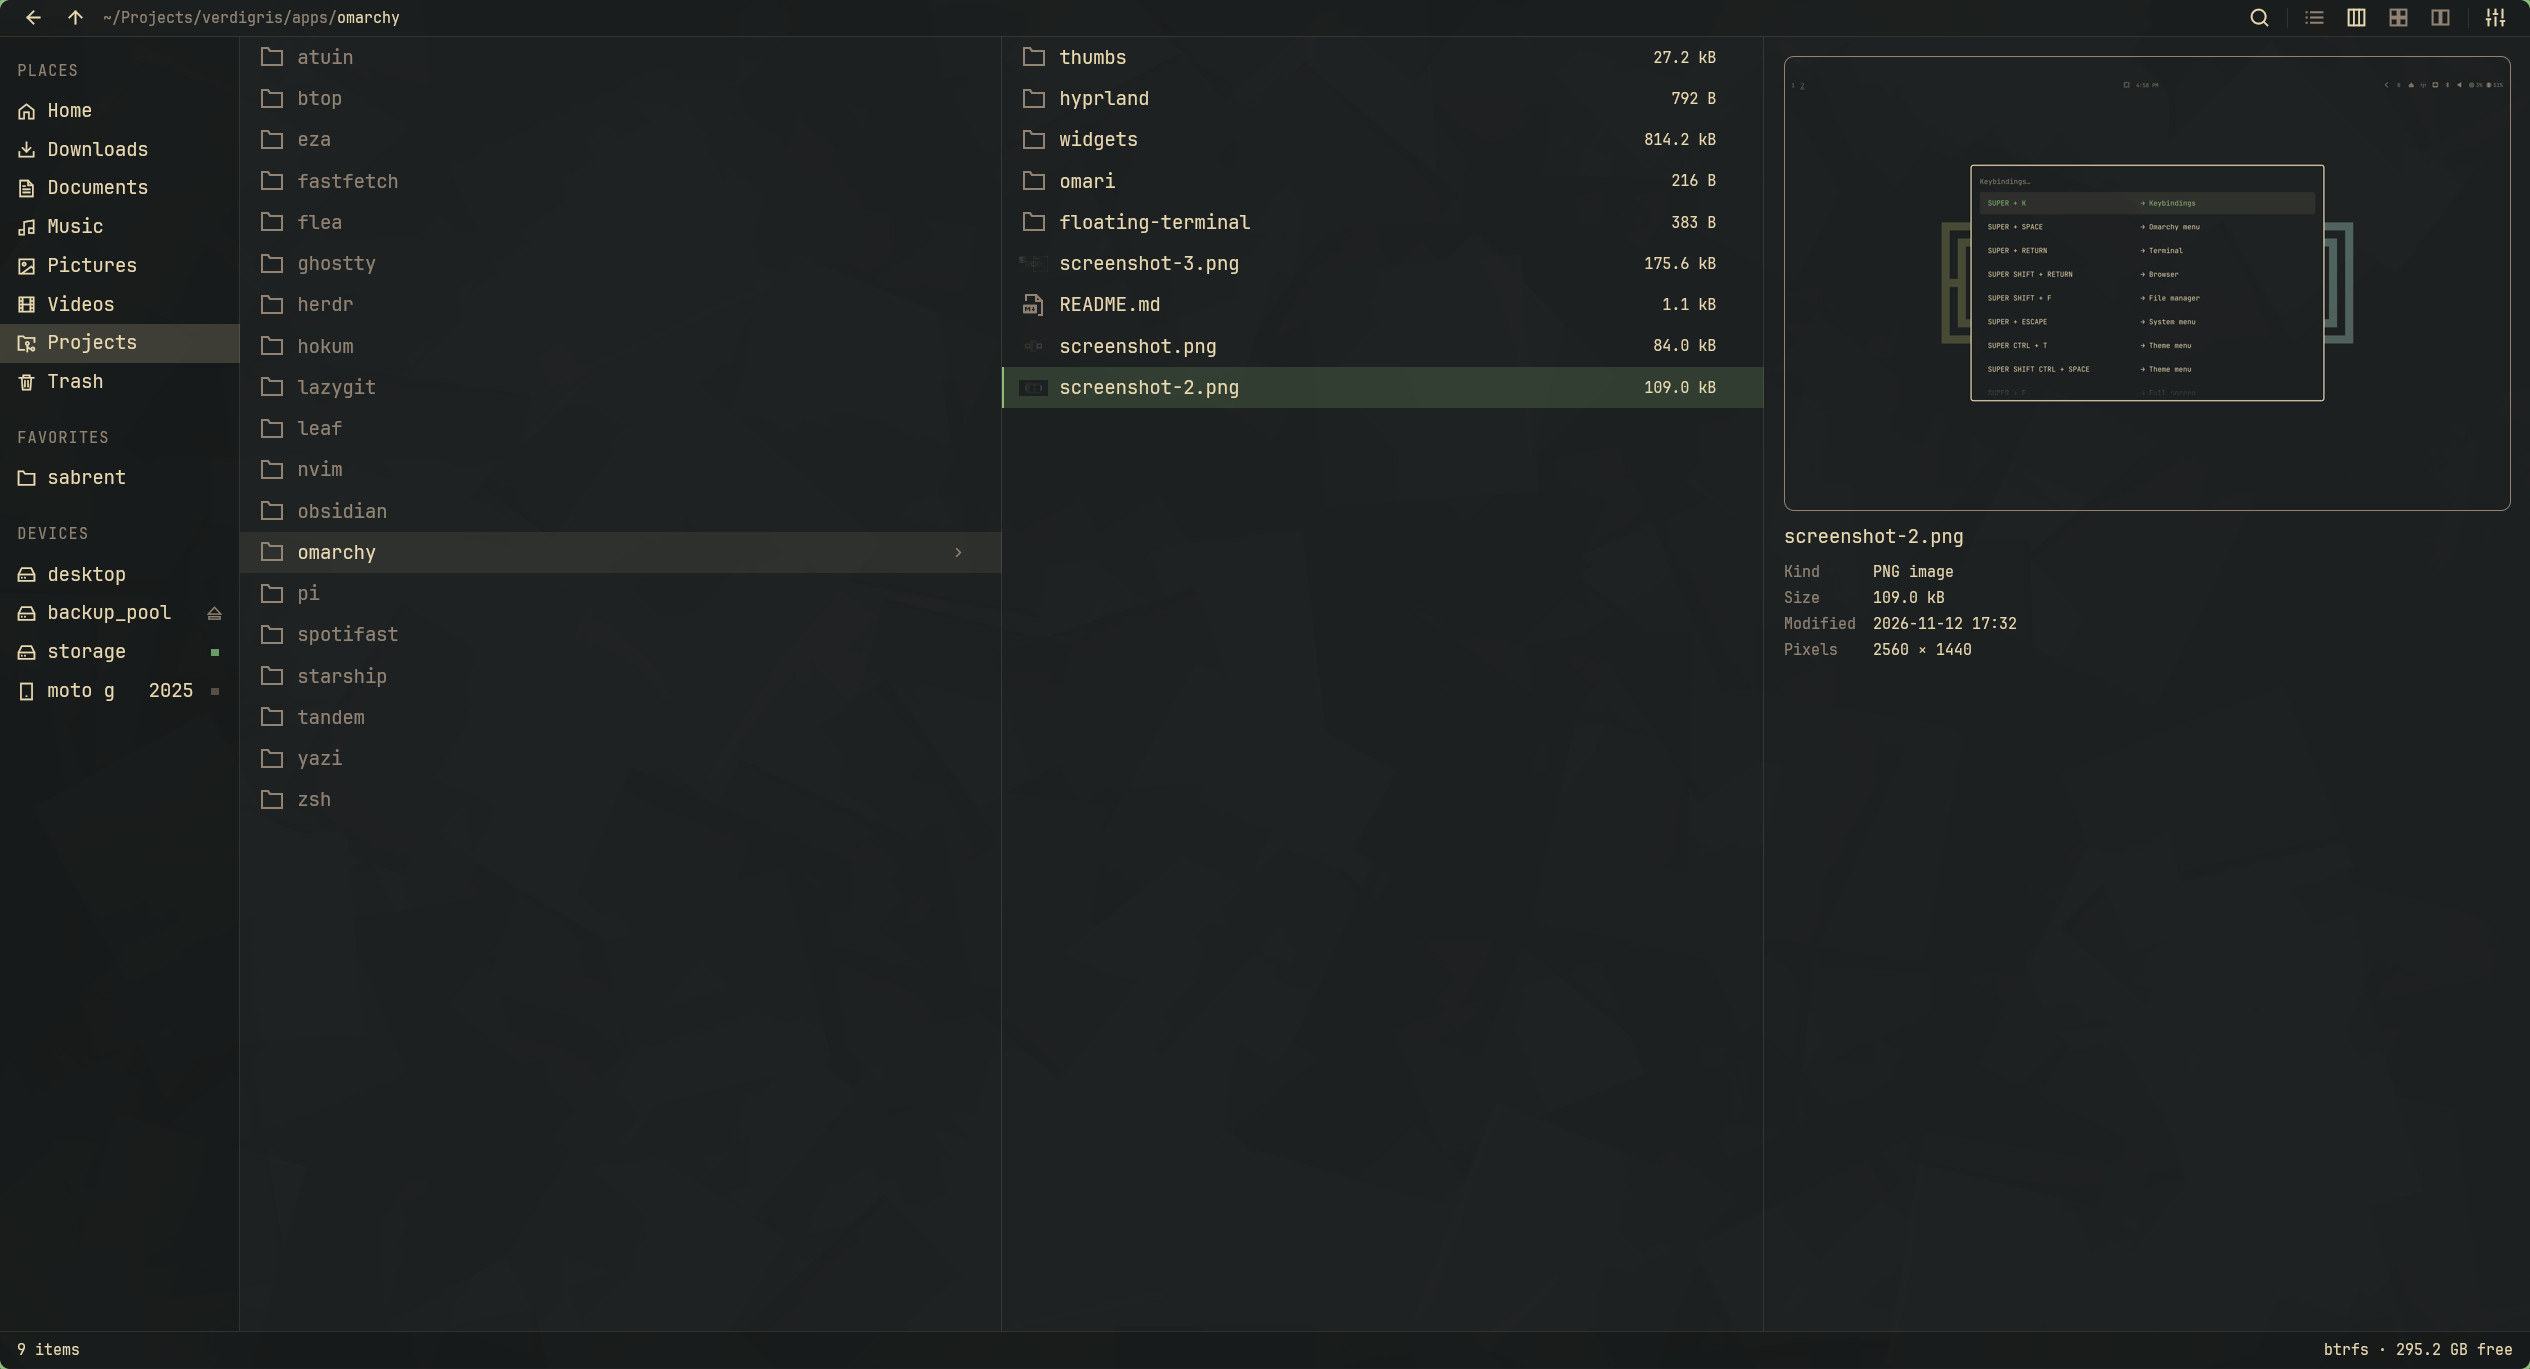 ~/Projects/verdigris/apps/omarchy
PLACES
Home
Downloads
Documents
Music
Pictures
Videos
Projects
Trash
FAVORITES
sabrent
DEVICES
desktop
backup_pool
storage
moto g 2025
atuin
btop
eza
fastfetch
flea
ghostty
herdr
hokum
lazygit
leaf
nvim
obsidian
omarchy
pi
spotifast
starship
tandem
yazi
zsh
thumbs 27.2 kB
hyprland 792 B
widgets 814.2 kB
omari 216 B
floating-terminal 383 B
screenshot-3.png 175.6 kB
README.md 1.1 kB
screenshot.png 84.0 kB
screenshot-2.png 109.0 kB
4:58 PM
Keybindings…
SUPER + K → Keybindings
SUPER + SPACE → Omarchy menu
SUPER + RETURN → Terminal
SUPER SHIFT + RETURN → Browser
SUPER SHIFT + F → File manager
SUPER + ESCAPE → System menu
SUPER CTRL + T → Theme menu
SUPER SHIFT CTRL + SPACE → Theme menu
SUPER + F → Full screen
screenshot-2.png
Kind PNG image
Size 109.0 kB
Modified 2026-11-12 17:32
Pixels 2560 × 1440
9 items
btrfs · 295.2 GB free